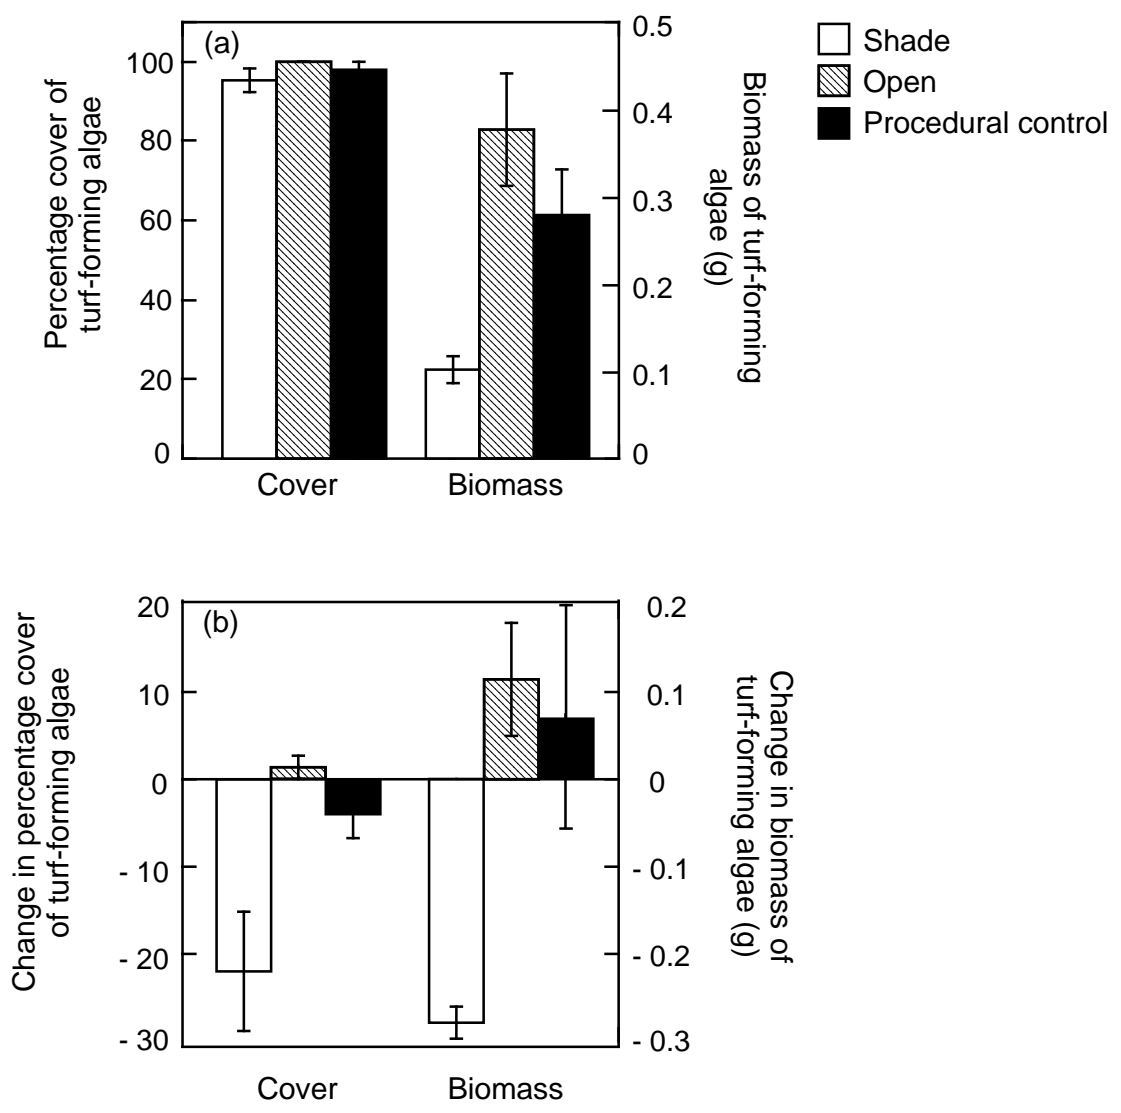 (a)
Percentage cover of
turf-forming algae
100
80
60
40
20
0
0.5
0.4
0.3
0.2
0.1
0
Biomass of turf-forming
algae (g)
Cover
Biomass
Shade
Open
Procedural control
(b)
Change in percentage cover
of turf-forming algae
20
10
0
- 10
- 20
- 30
0.2
0.1
0
- 0.1
- 0.2
- 0.3
Change in biomass of
turf-forming algae (g)
Cover
Biomass